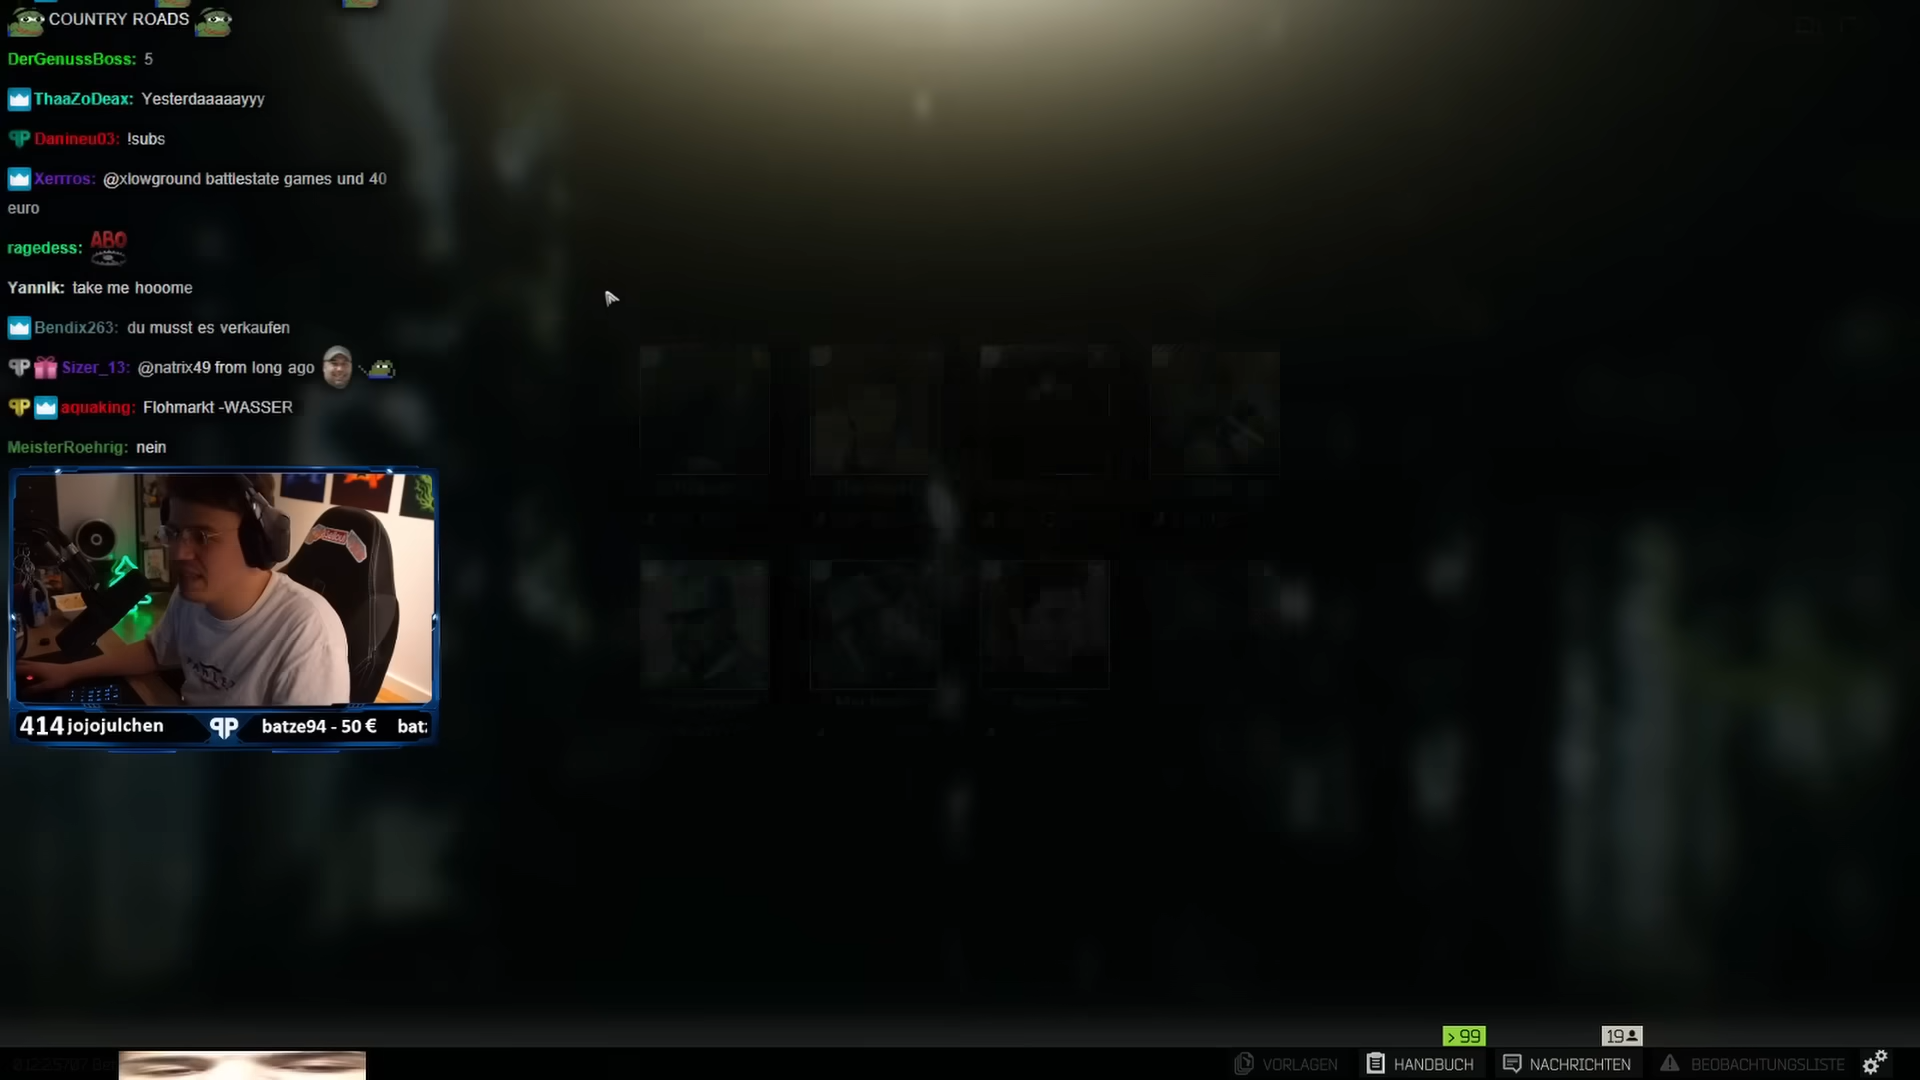 COUNTRY ROADS
DerGenussBoss: 5
ThaaZoDeax: Yesterdaaaaayyy
Danineu03: !subs
Xerrros: @xlowground battlestate games und 40
euro
ragedess: ABO
Yannik: take me hooome
Bendix263: du musst es verkaufen
Sizer_13: @natrix49 from long ago
aquaking: Flohmarkt -WASSER
MeisterRoehrig: nein
414 jojojulchen batze94 - 50 € batz
> 99 19
VORLAGEN HANDBUCH NACHRICHTEN BEOBACHTUNGSLISTE